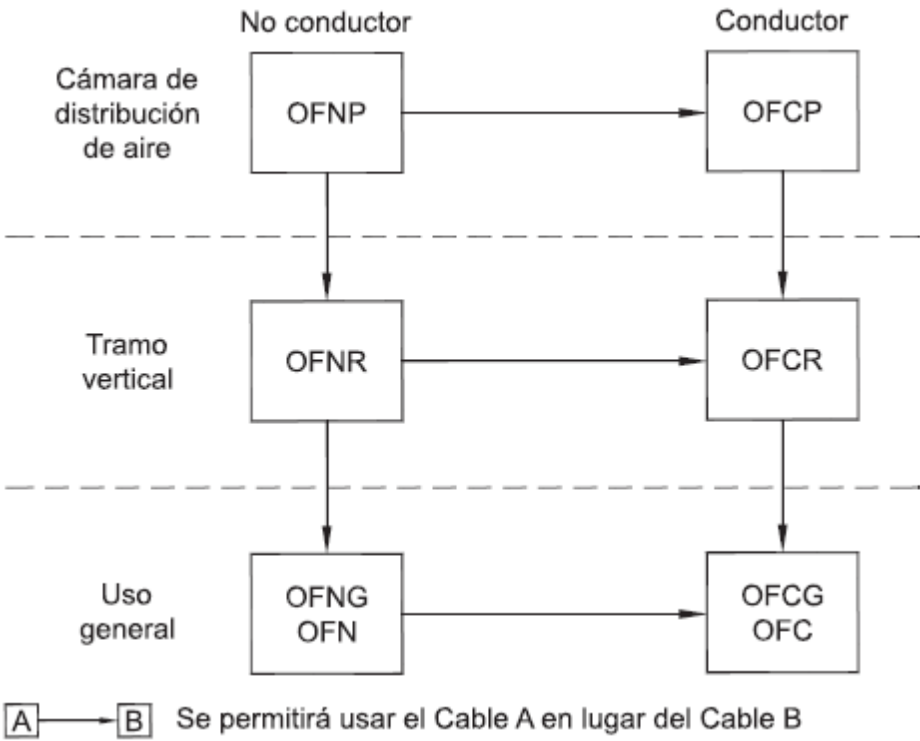 No conductor
Conductor
Cámara de
distribución
de aire
OFNP
OFCP
Tramo
vertical
OFNR
OFCR
Uso
general
OFNG
OFN
OFCG
OFC
A B Se permitirá usar el Cable A en lugar del Cable B